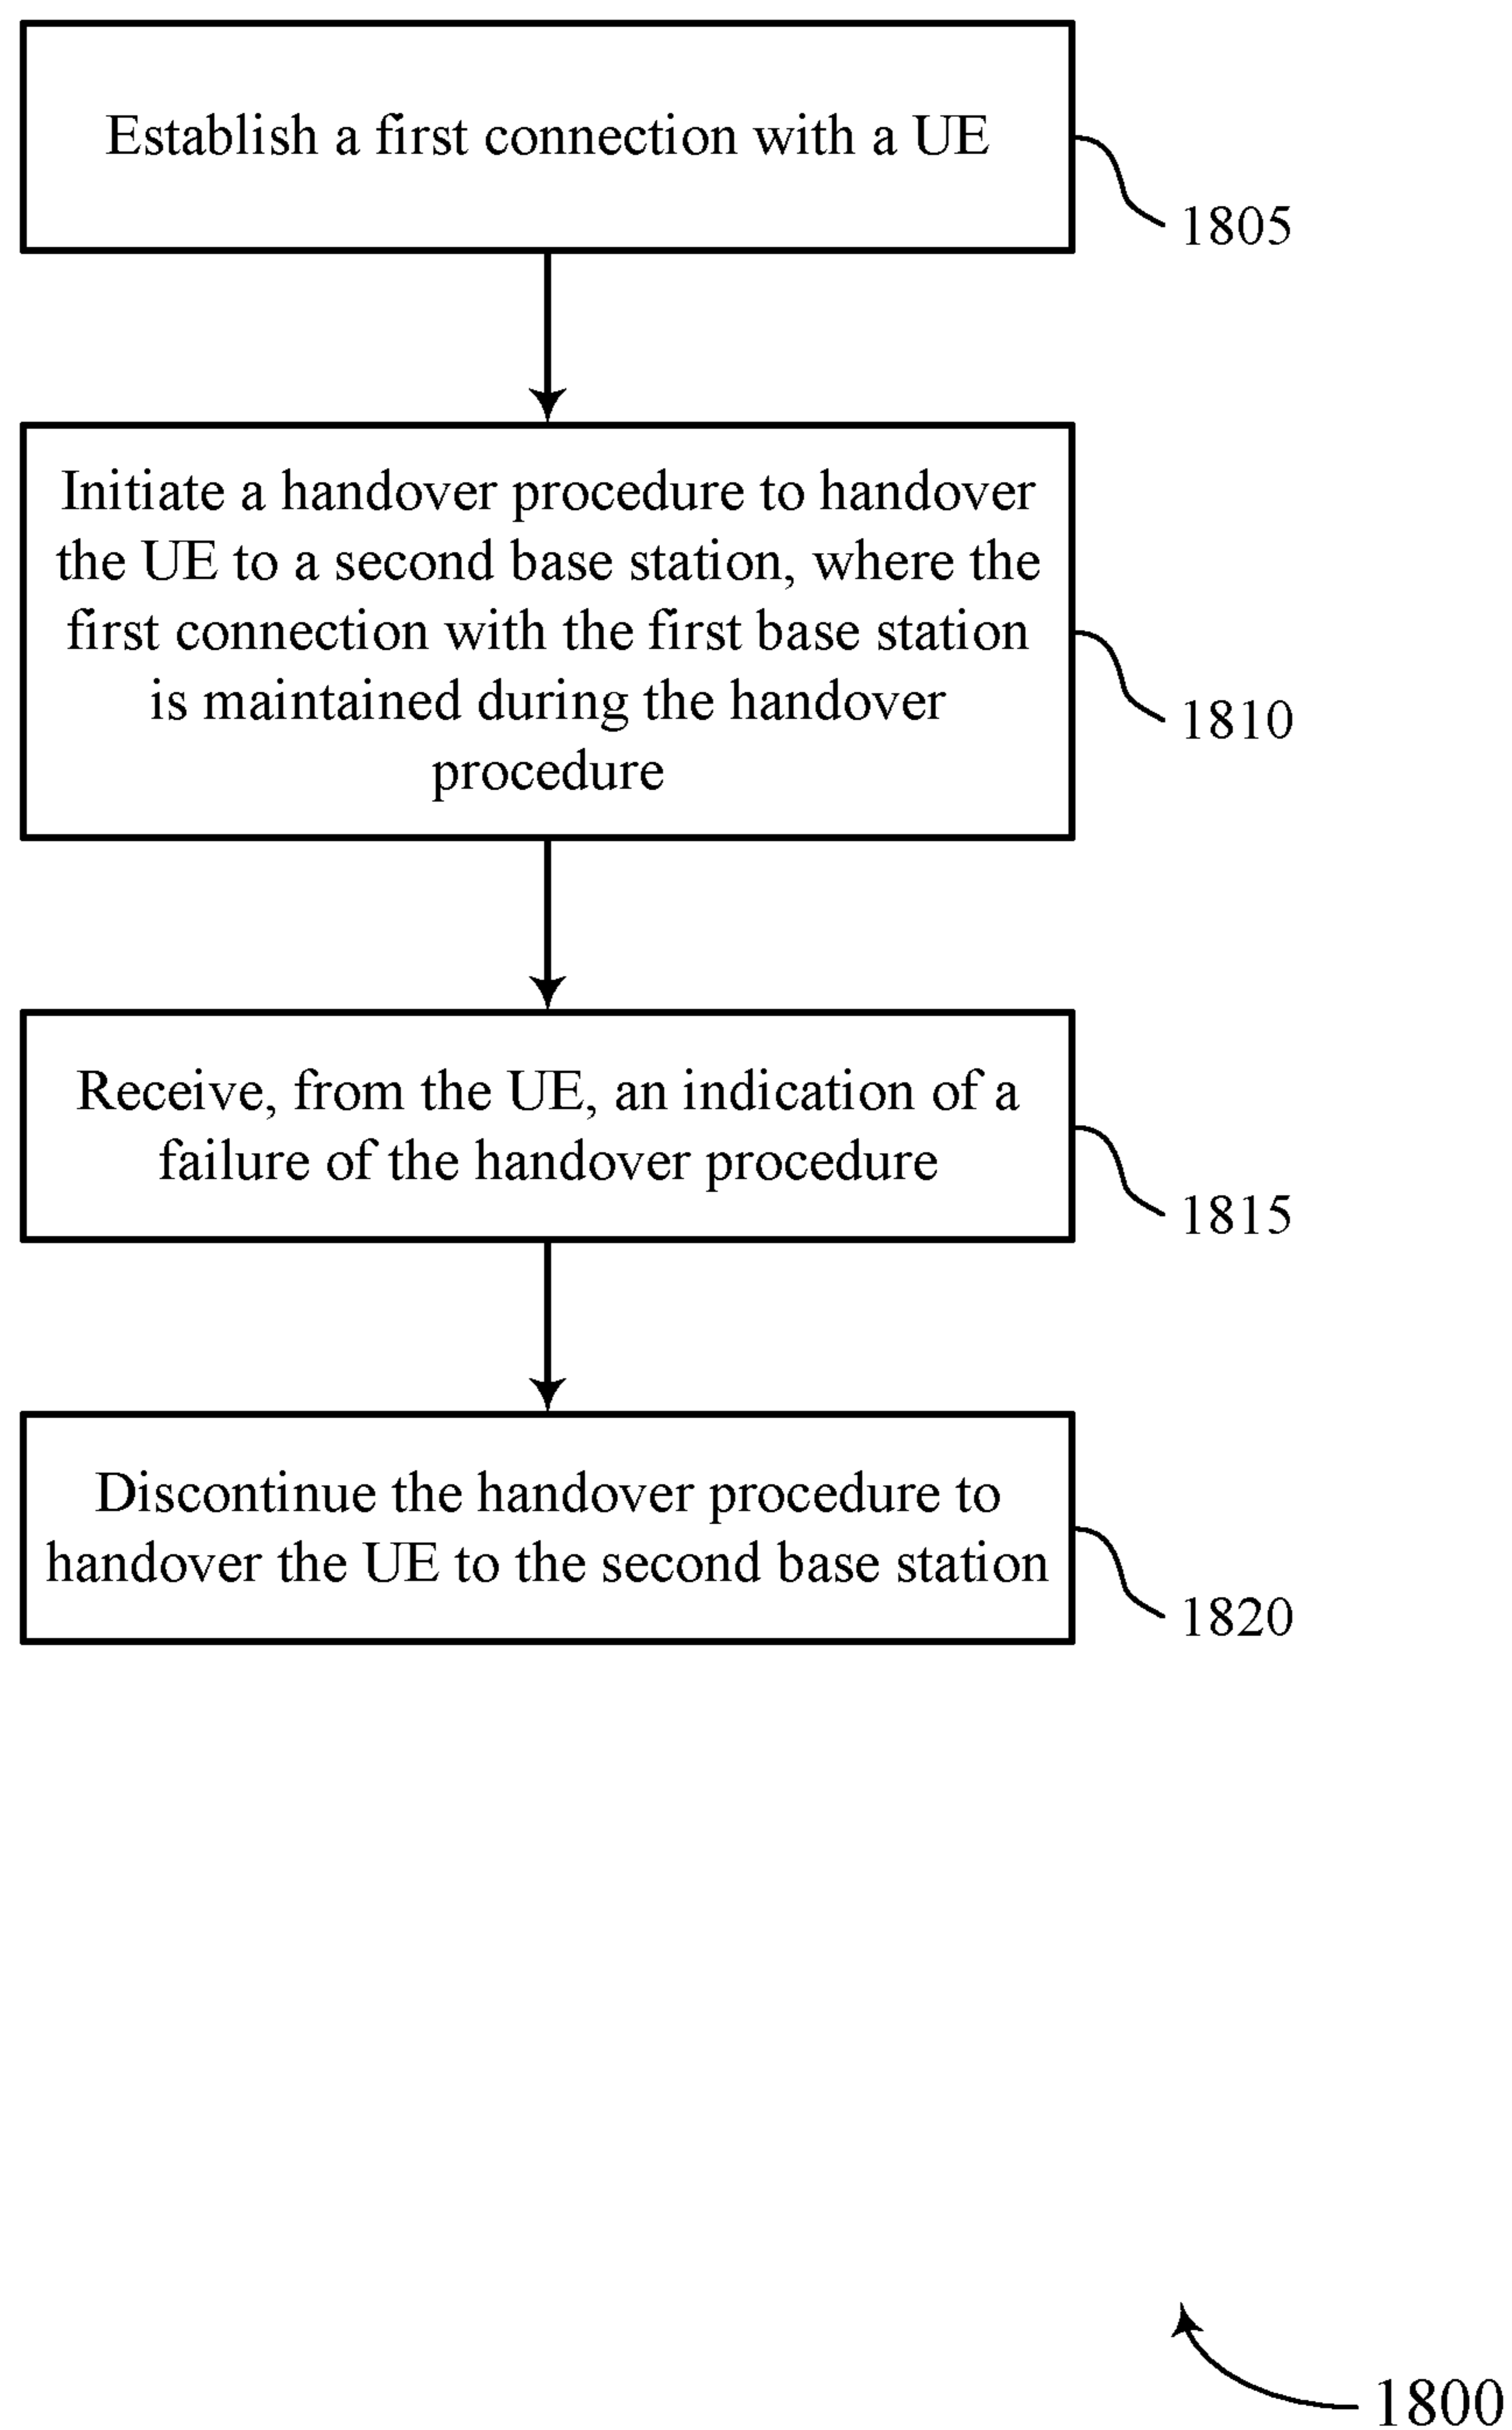 Establish a first connection with a UE
1805
Initiate a handover procedure to handover
the UE to a second base station, where the
first connection with the first base station
is maintained during the handover
procedure
1810
Receive, from the UE, an indication of a
failure of the handover procedure
1815
Discontinue the handover procedure to
handover the UE to the second base station
1820
1800